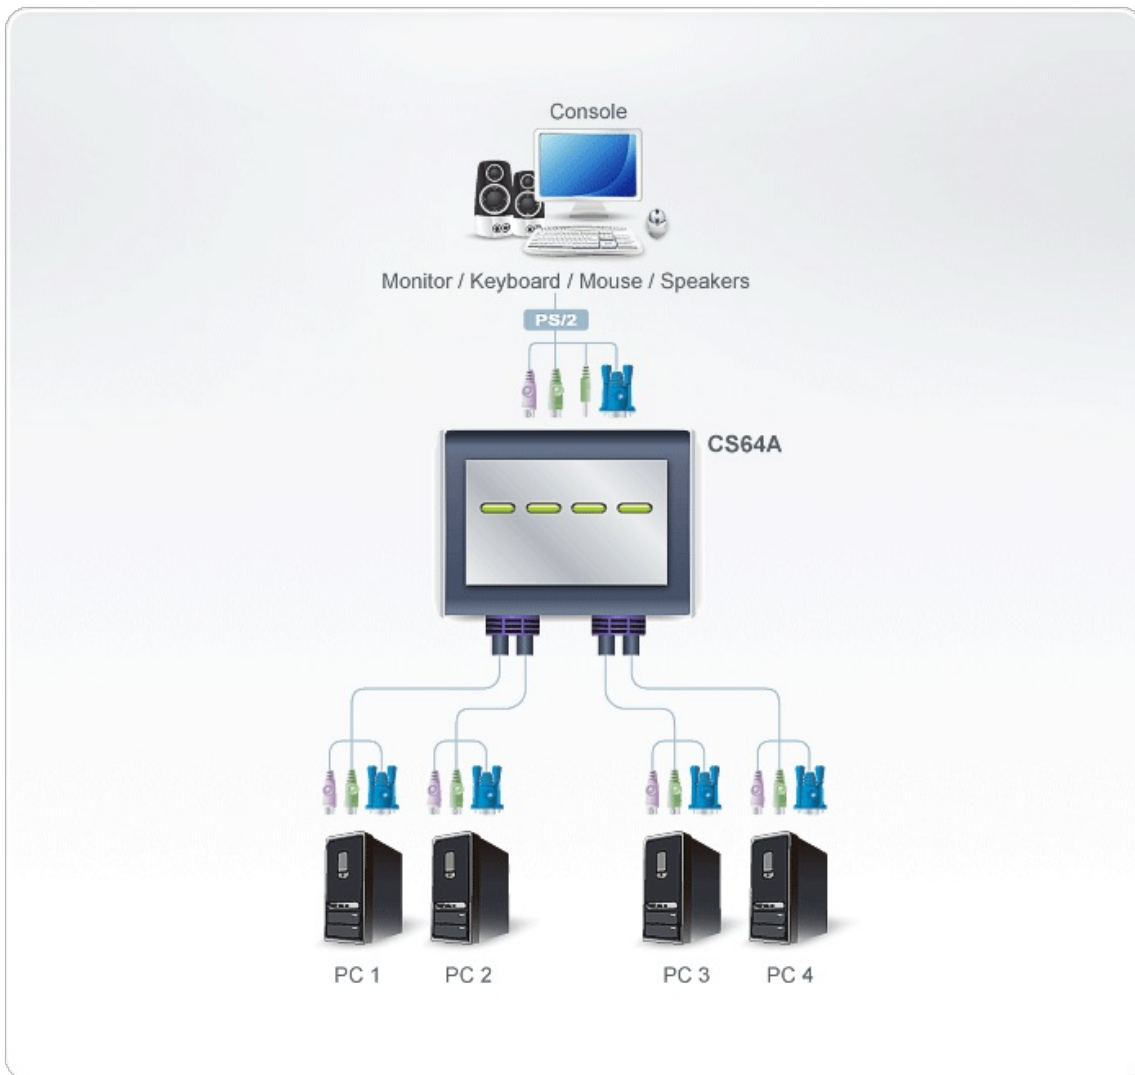 Console
Monitor / Keyboard / Mouse / Speakers
PS/2
CS64A
PC 1
PC 2
PC 3
PC 4